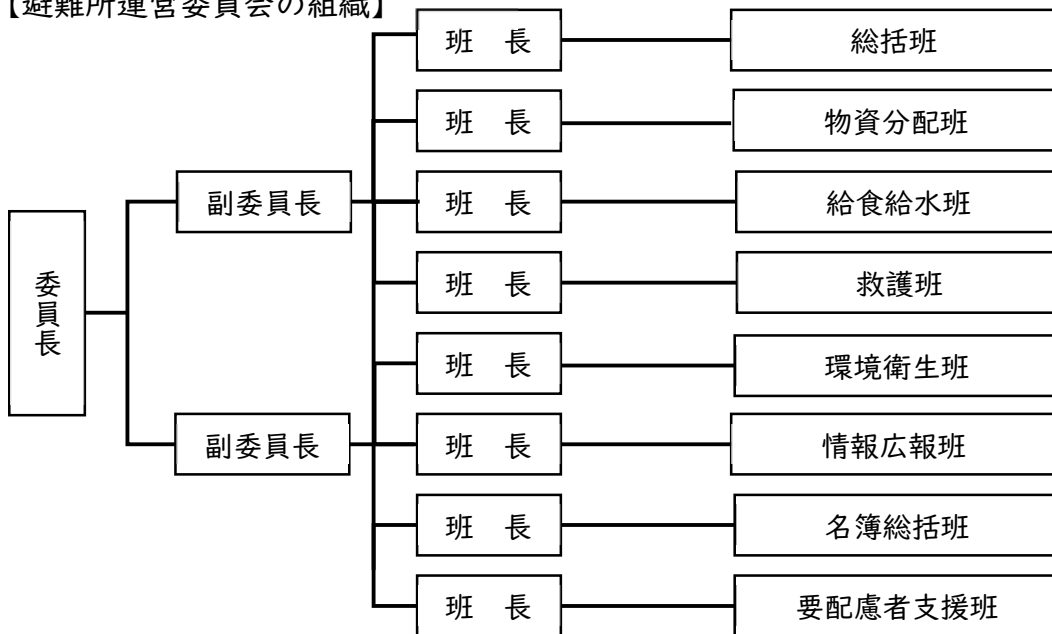 【避難所運営委員会の組織】
班　長
総括班
班　長
物資分配班
副委員長
班　長
給食給水班
班　長
救護班
委員長
班　長
環境衛生班
副委員長
班　長
情報広報班
班　長
名簿総括班
班　長
要配慮者支援班